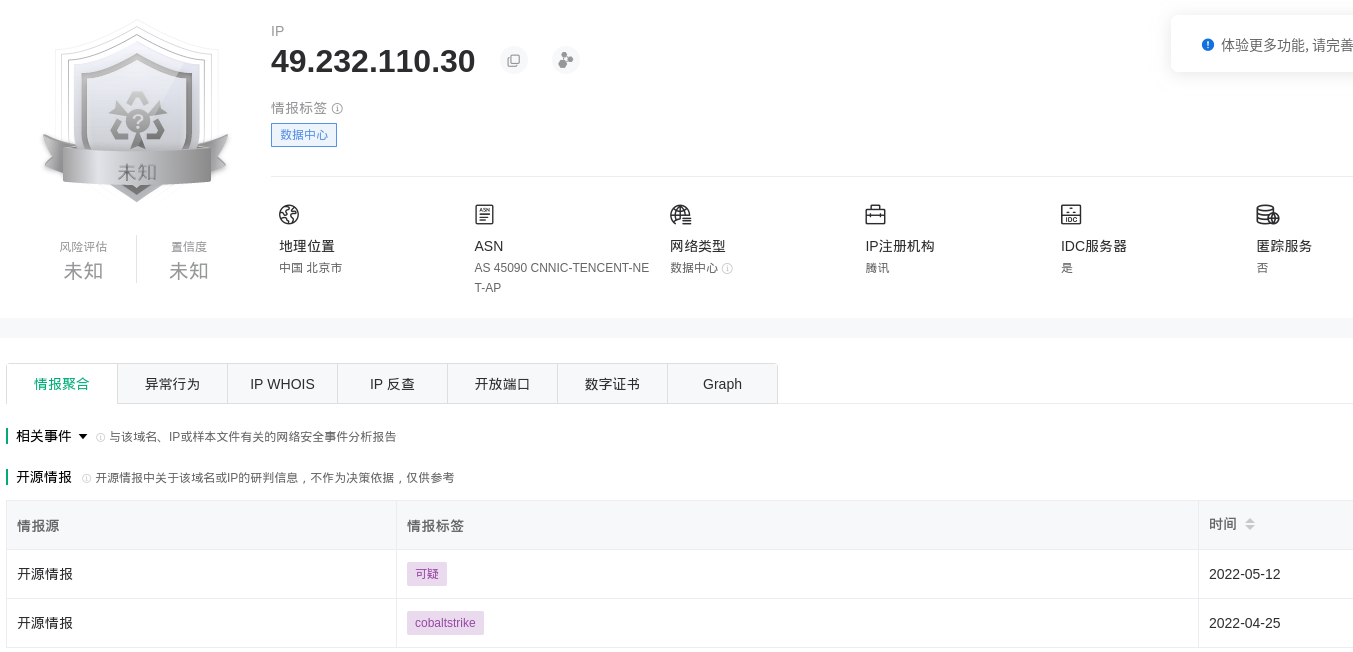 IP
49.232.110.30
体验更多功能, 请完善
情报标签
数据中心
?
未知
风险评估
未知
置信度
未知
地理位置
中国 北京市
ASN
ASN
AS 45090 CNNIC-TENCENT-NE
T-AP
网络类型
数据中心
IP注册机构
腾讯
IDC
IDC服务器
是
匿踪服务
否
情报聚合
异常行为
IP WHOIS
IP 反查
开放端口
数字证书
Graph
相关事件
与该域名、IP或样本文件有关的网络安全事件分析报告
开源情报
开源情报中关于该域名或IP的研判信息，不作为决策依据，仅供参考
情报源 情报标签 时间
开源情报 可疑 2022-05-12
开源情报 cobaltstrike 2022-04-25